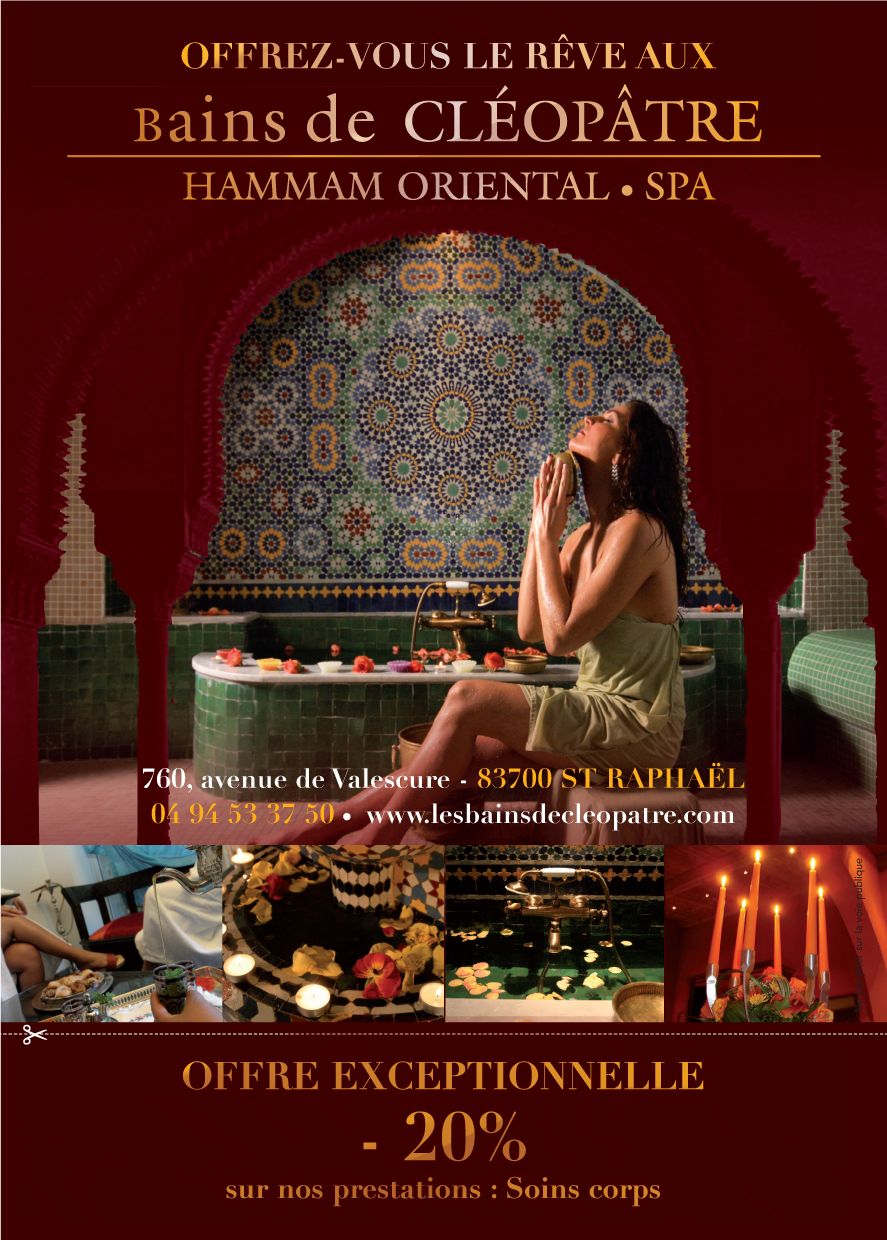 OFFREZ-VOUS LE RÊVE AUX
Bains de CLÉOPÂTRE
HAMMAM ORIENTAL • SPA
760, avenue de Valescure - 83700 ST RAPHAËL
04 94 53 37 50 • www.lesbainsdecleopatre.com
sur la voie publique
OFFRE EXCEPTIONNELLE
- 20%
sur nos prestations : Soins corps